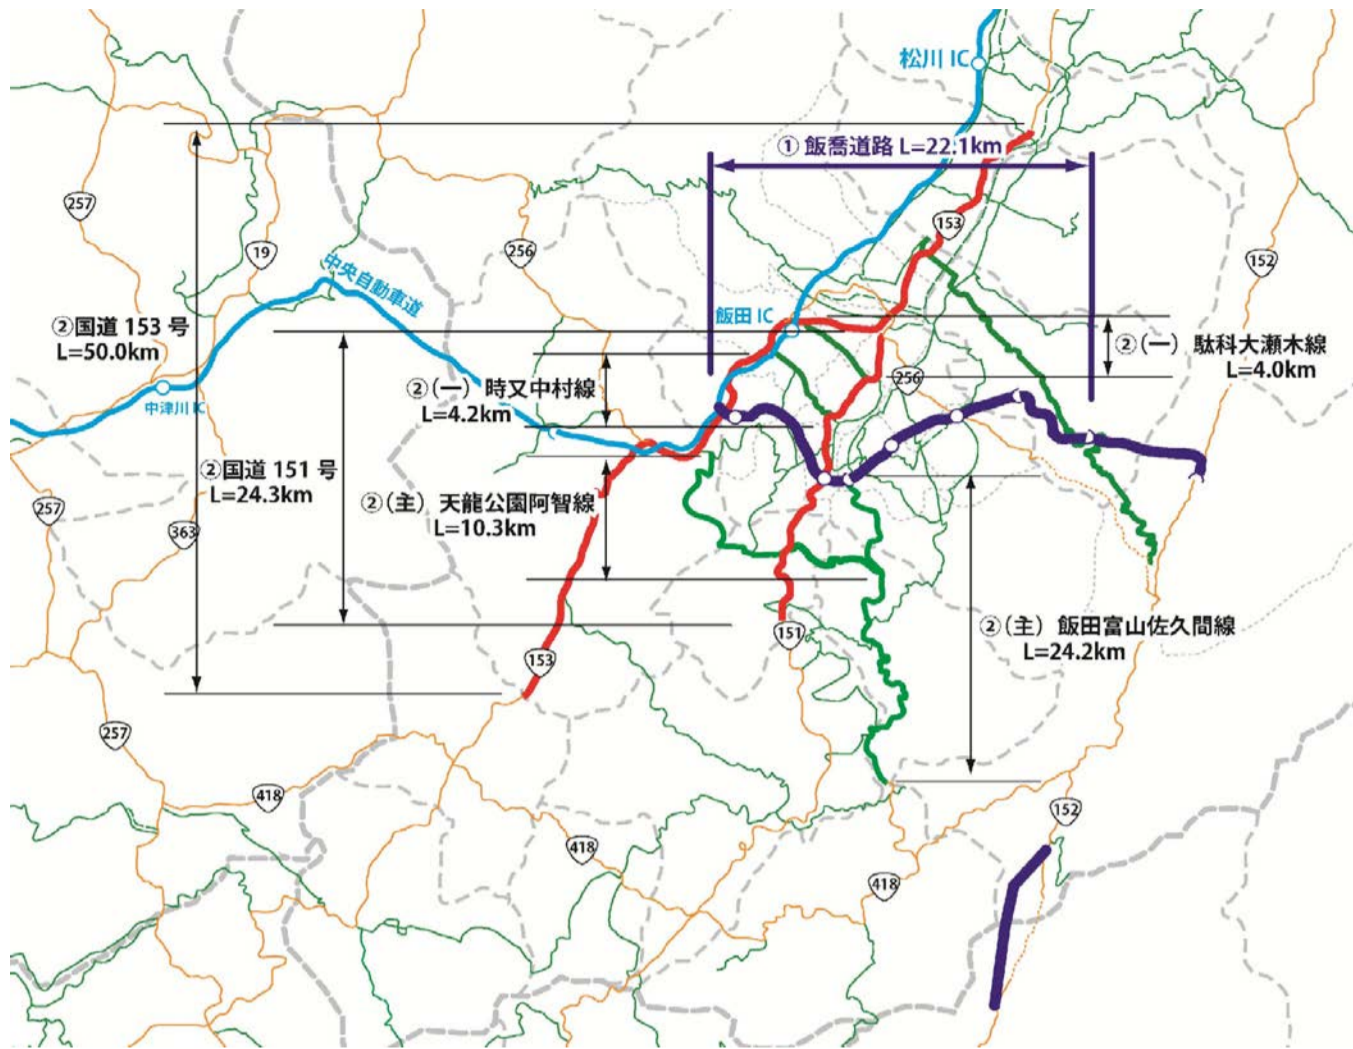 松川 IC
① 飯喬道路 L=22.1km
257
19
256
153
152
中央自動車道
飯田 IC
②国道 153 号
L=50.0km
②(一) 駄科大瀬木線
L=4.0km
中津川 IC
②(一) 時又中村線
L=4.2km
256
②国道 151 号
L=24.3km
②(主) 天龍公園阿智線
L=10.3km
257
363
②(主) 飯田富山佐久間線
L=24.2km
151
153
257
418
152
418
418